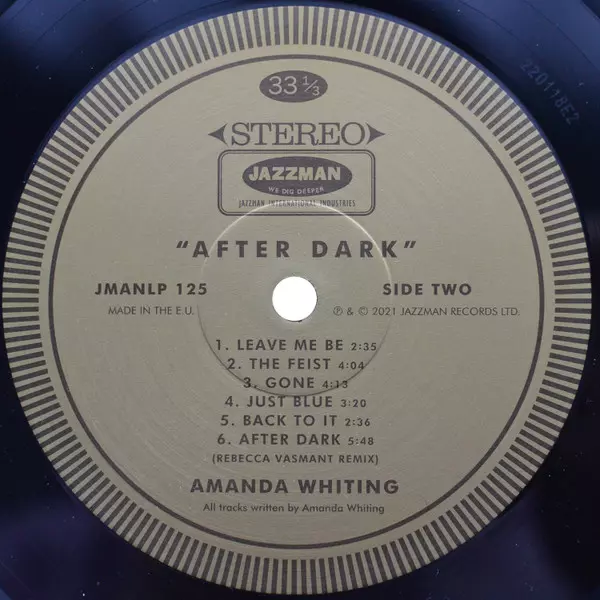 33 1/3
STEREO
JAZZMAN
WE DIG DEEPER
JAZZMAN INTERNATIONAL INDUSTRIES
"AFTER DARK"
JMANLP 125
SIDE TWO
MADE IN THE E.U.
℗ & © 2021 JAZZMAN RECORDS LTD.
1. LEAVE ME BE 2:35
2. THE FEIST 4:04
3. GONE 4:13
4. JUST BLUE 3:20
5. BACK TO IT 2:36
6. AFTER DARK 5:48
(REBECCA VASMANT REMIX)
AMANDA WHITING
All tracks written by Amanda Whiting
220118E2